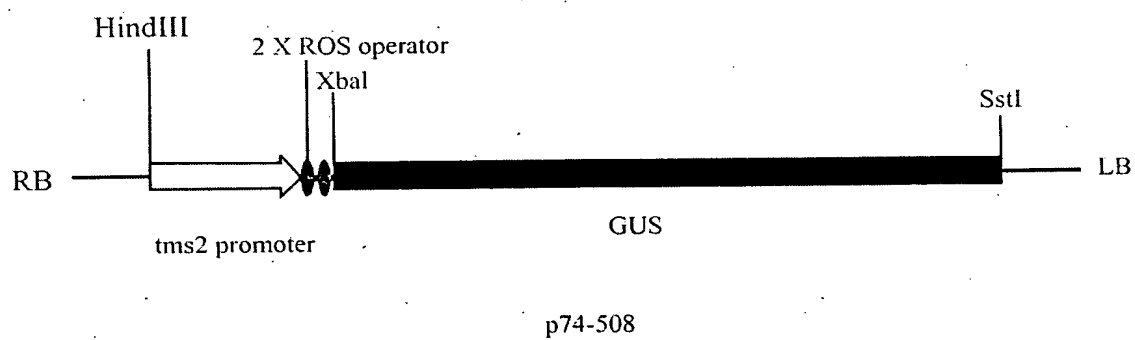 HindIII
2 X ROS operator
XbaI
SstI
RB
LB
GUS
tms2 promoter
p74-508